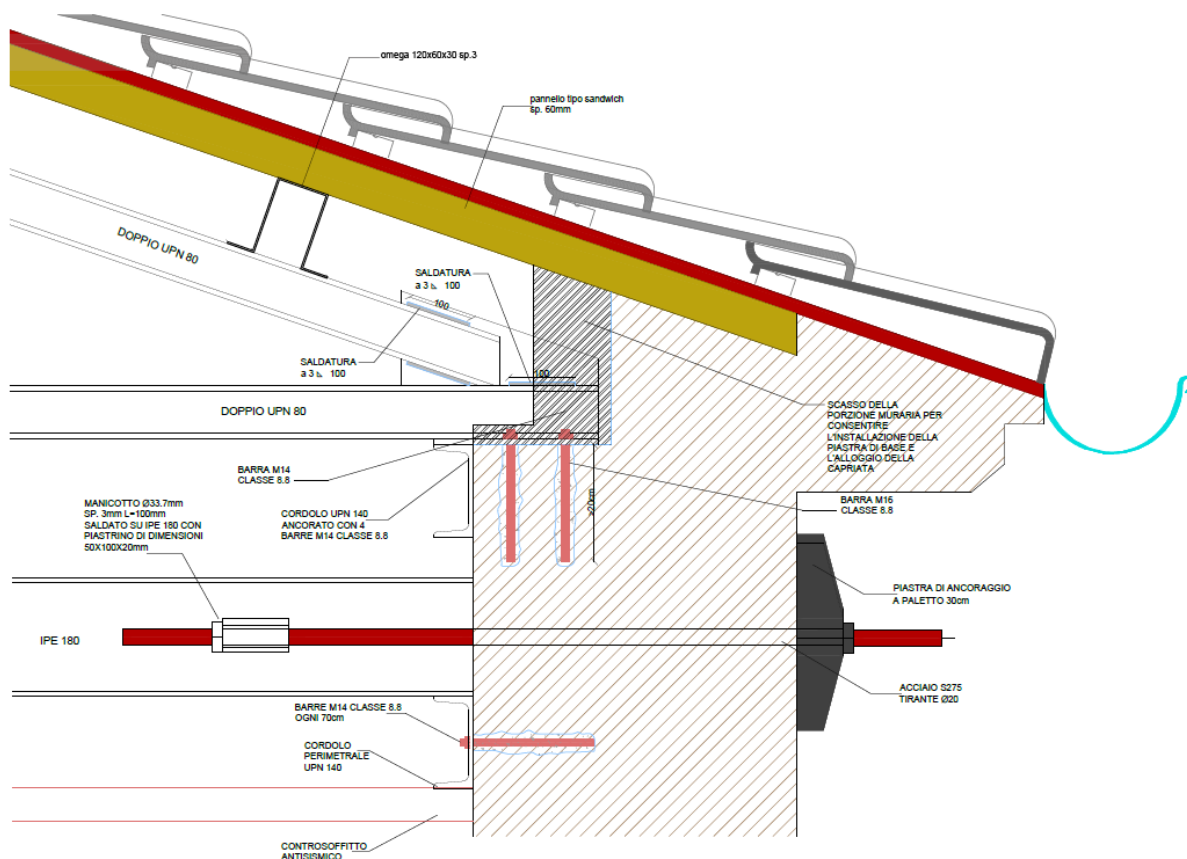 omega 120x60x30 sp.3
pannello tipo sandwich
sp. 60mm
DOPPIO UPN 80
SALDATURA
a 3 100
100
SALDATURA
a 3 100
100
DOPPIO UPN 80
SCASSO DELLA
PORZIONE MURARIA PER
CONSENTIRE
L'INSTALLAZIONE DELLA
PIASTRA DI BASE E
L'ALLOGGIO DELLA
CAPRIATA
BARRA M14
CLASSE 8.8
MANICOTTO Ø33.7mm
SP. 3mm L=100mm
SALDATO SU IPE 180 CON
PIASTRINO DI DIMENSIONI
50X100X20mm
CORDOLO UPN 140
ANCORATO CON 4
BARRE M14 CLASSE 8.8
≥20cm
BARRA M16
CLASSE 8.8
PIASTRA DI ANCORAGGIO
A PALETTO 30cm
IPE 180
ACCIAIO S275
TIRANTE Ø20
BARRE M14 CLASSE 8.8
OGNI 70cm
CORDOLO
PERIMETRALE
UPN 140
CONTROSOFFITTO
ANTISISMICO